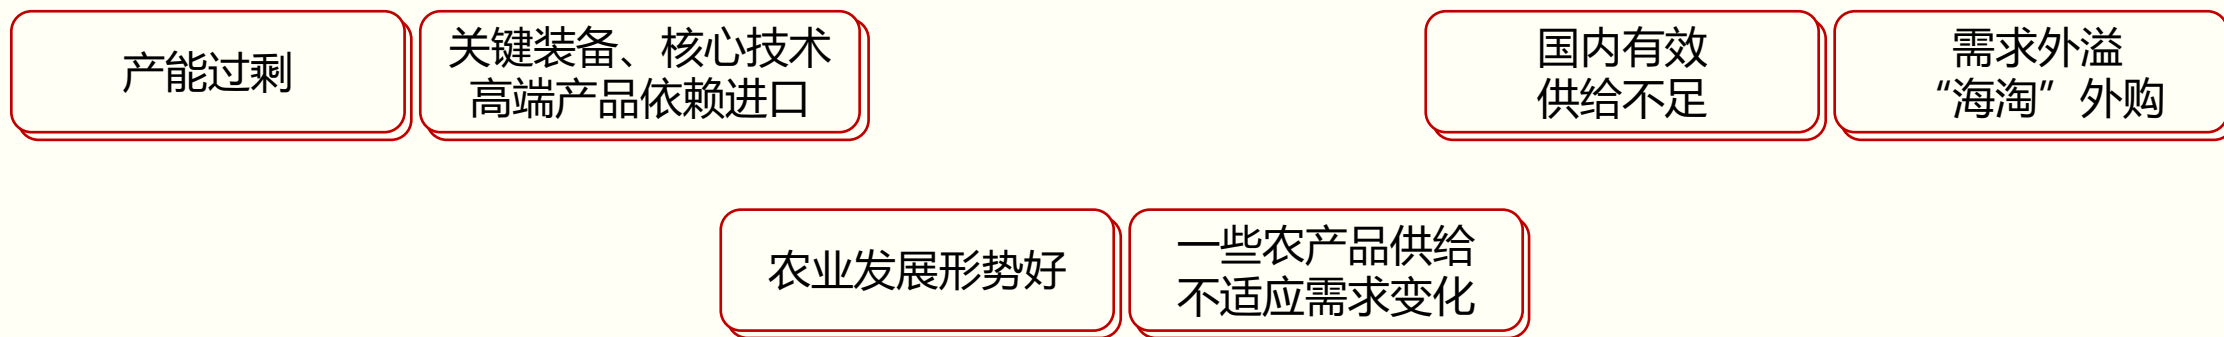 产能过剩
关键装备、核心技术
高端产品依赖进口
国内有效
供给不足
需求外溢
“海淘”外购
农业发展形势好
一些农产品供给
不适应需求变化